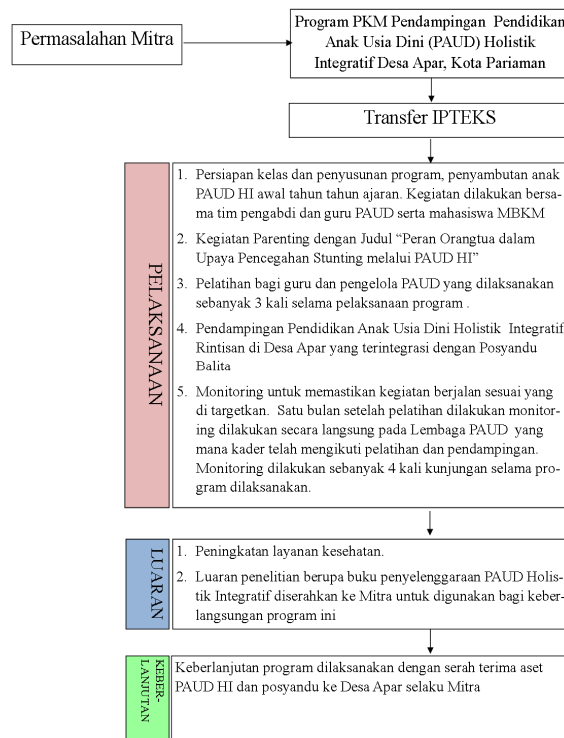 Permasalahan Mitra
Program PKM Pendampingan Pendidikan
Anak Usia Dini (PAUD) Holistik
Integratif Desa Apar, Kota Pariaman
Transfer IPTEKS
PELAKSANAAN
1. Persiapan kelas dan penyusunan program, penyambutan anak
PAUD HI awal tahun tahun ajaran. Kegiatan dilakukan bersa-
ma tim pengabdi dan guru PAUD serta mahasiswa MBKM
2. Kegiatan Parenting dengan Judul “Peran Orangtua dalam
Upaya Pencegahan Stunting melalui PAUD HI”
3. Pelatihan bagi guru dan pengelola PAUD yang dilaksanakan
sebanyak 3 kali selama pelaksanaan program .
4. Pendampingan Pendidikan Anak Usia Dini Holistik Integratif
Rintisan di Desa Apar yang terintegrasi dengan Posyandu
Balita
5. Monitoring untuk memastikan kegiatan berjalan sesuai yang
di targetkan. Satu bulan setelah pelatihan dilakukan monitor-
ing dilakukan secara langsung pada Lembaga PAUD yang
mana kader telah mengikuti pelatihan dan pendampingan.
Monitoring dilakukan sebanyak 4 kali kunjungan selama pro-
gram dilaksanakan.
LUARAN
1. Peningkatan layanan kesehatan.
2. Luaran penelitian berupa buku penyelenggaraan PAUD Holis-
tik Integratif diserahkan ke Mitra untuk digunakan bagi keber-
langsungan program ini
KEBER-
LANJUTAN
Keberlanjutan program dilaksanakan dengan serah terima aset
PAUD HI dan posyandu ke Desa Apar selaku Mitra